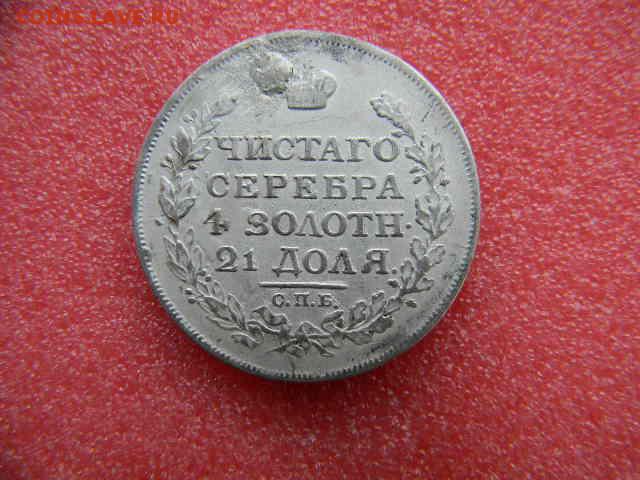 COINS.LAVE.RU
ЧИСТАГО
СЕРЕБРА
4 ЗОЛОТН·
21 ДОЛЯ.
С.П.Б.